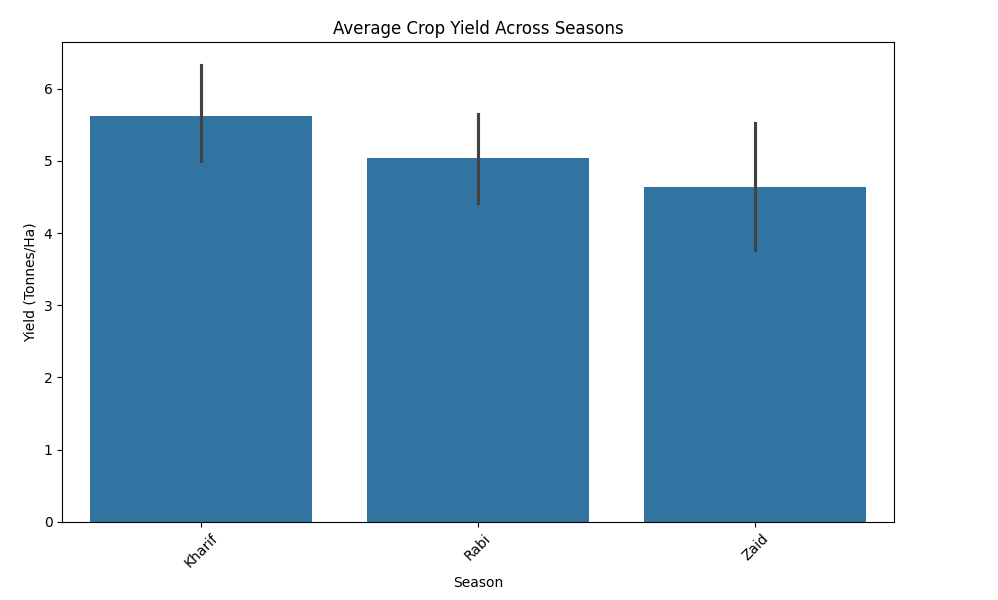 Average Crop Yield Across Seasons
Yield (Tonnes/Ha)
6
5
4
3
2
1
0
Kharif
Rabi
Zaid
Season